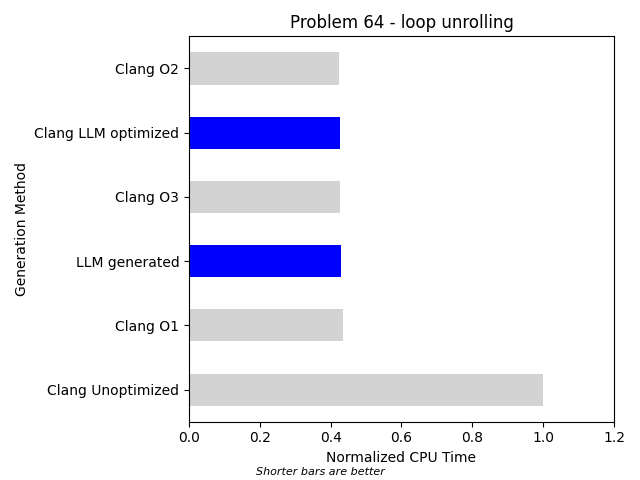 Problem 64 - loop unrolling
Generation Method
Clang O2
Clang LLM optimized
Clang O3
LLM generated
Clang O1
Clang Unoptimized
0.0 0.2 0.4 0.6 0.8 1.0 1.2
Normalized CPU Time
Shorter bars are better